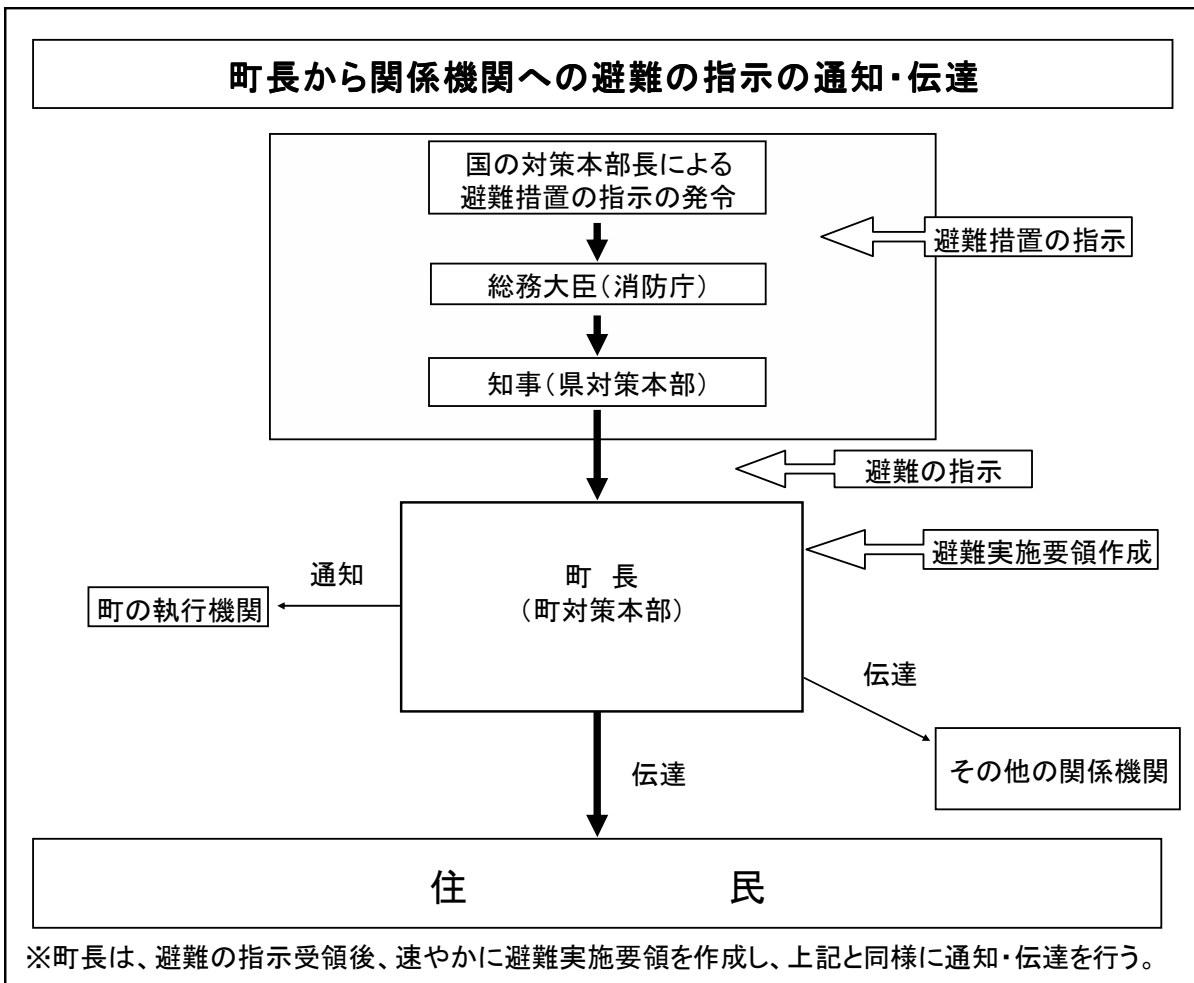 町長から関係機関への避難の指示の通知・伝達
国の対策本部長による
避難措置の指示の発令
避難措置の指示
総務大臣(消防庁)
知事(県対策本部)
避難の指示
避難実施要領作成
町 長
(町対策本部)
通知
町の執行機関
伝達
その他の関係機関
伝達
住 民
※町長は、避難の指示受領後、速やかに避難実施要領を作成し、上記と同様に通知・伝達を行う。